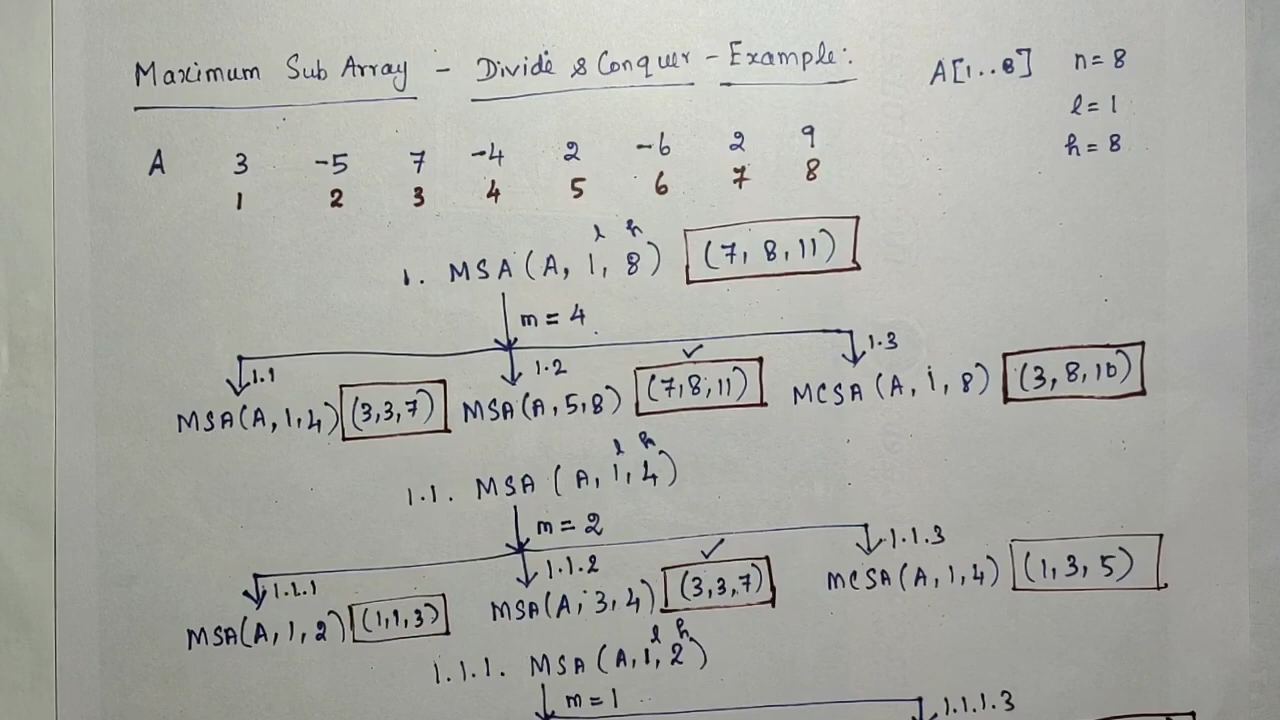 Maximum Sub Array - Divide & Conquer - Example: A[1..8] n=8
l=1
h=8
A 3 -5 7 -4 2 -6 2 9
1 2 3 4 5 6 7 8
l h
1. MSA(A, 1, 8) (7, 8, 11)
m=4
1.1 1.2 ✓ 1.3
MSA(A, 1, 4) (3,3,7) MSA(A, 5, 8) (7,8,11) MCSA(A, 1, 8) (3, 8, 10)
l h
1.1. MSA (A, 1, 4)
m=2
1.1.1 1.1.2 ✓ 1.1.3
MSA(A, 1, 2) (1,1,3) MSA(A, 3, 4) (3,3,7) MCSA(A, 1, 4) (1, 3, 5)
l h
1.1.1. MSA (A, 1, 2)
m=1 1.1.1.3